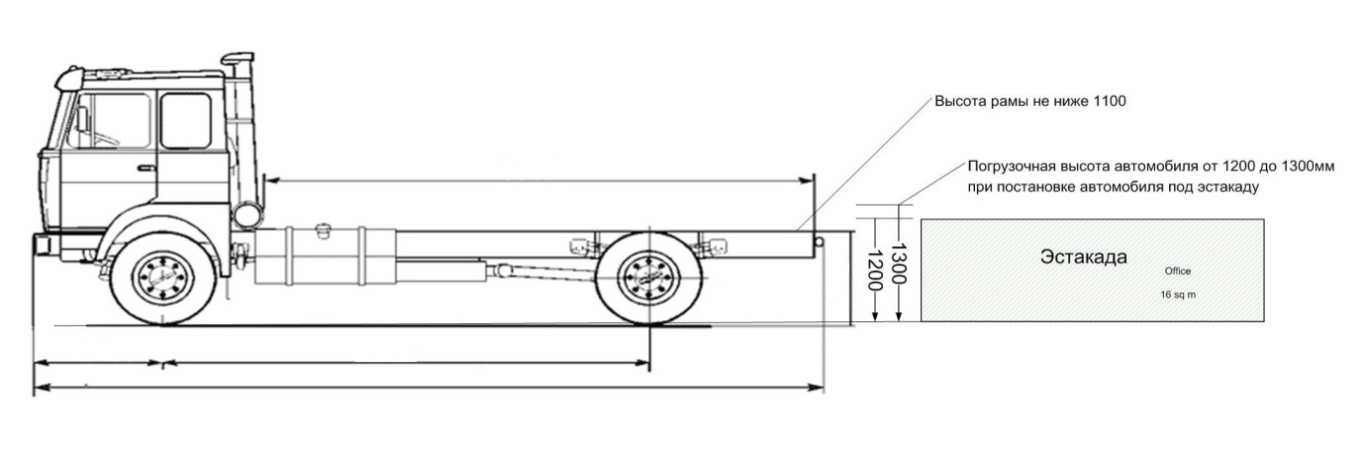 Высота рамы не ниже 1100
Погрузочная высота автомобиля от 1200 до 1300мм
при постановке автомобиля под эстакаду
1300
1200
Эстакада
Office
16 sq m